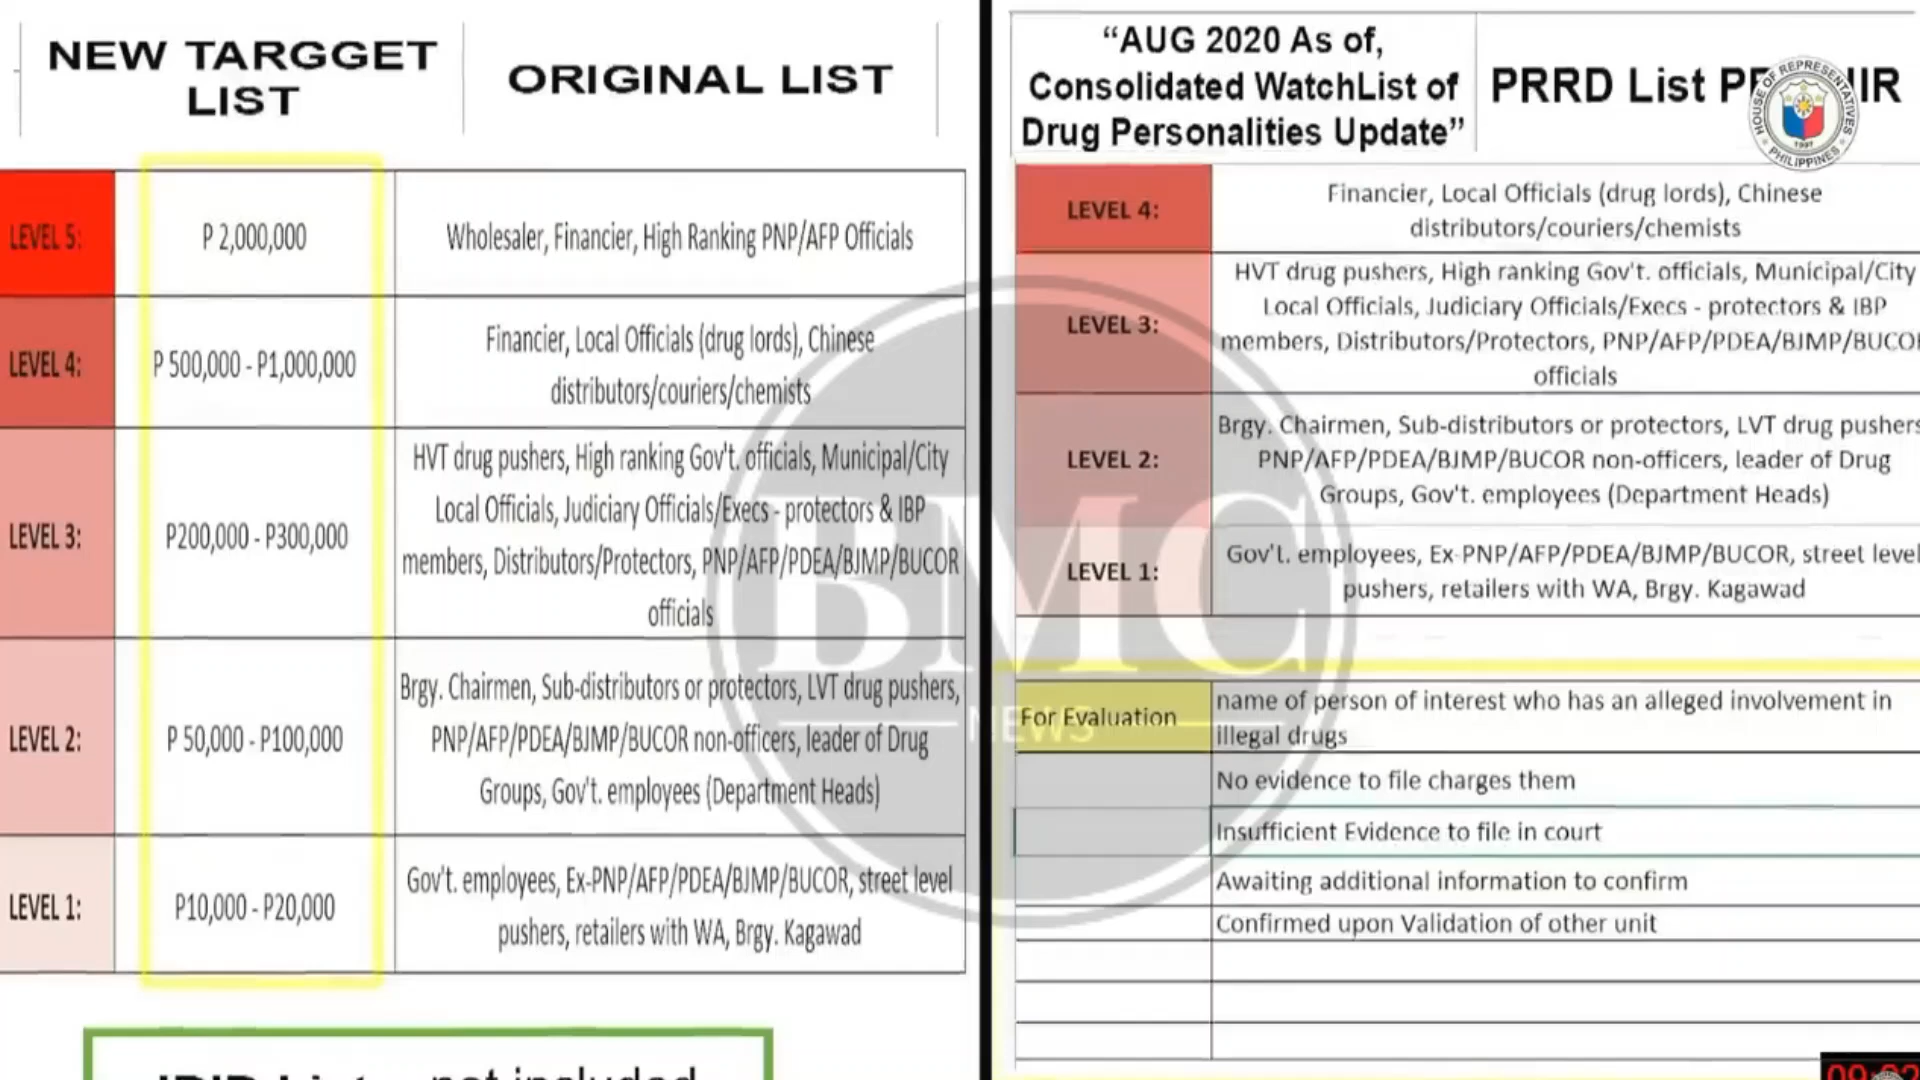 NEW TARGGET
LIST
ORIGINAL LIST
LEVEL 5:
P 2,000,000
Wholesaler, Financier, High Ranking PNP/AFP Officials
LEVEL 4:
P 500,000 - P1,000,000
Financier, Local Officials (drug lords), Chinese
distributors/couriers/chemists
LEVEL 3:
P200,000 - P300,000
HVT drug pushers, High ranking Gov't. officials, Municipal/City
Local Officials, Judiciary Officials/Execs - protectors & IBP
members, Distributors/Protectors, PNP/AFP/PDEA/BJMP/BUCOR
officials
LEVEL 2:
P 50,000 - P100,000
Brgy. Chairmen, Sub-distributors or protectors, LVT drug pushers,
PNP/AFP/PDEA/BJMP/BUCOR non-officers, leader of Drug
Groups, Gov't. employees (Department Heads)
LEVEL 1:
P10,000 - P20,000
Gov't. employees, Ex-PNP/AFP/PDEA/BJMP/BUCOR, street level
pushers, retailers with WA, Brgy. Kagawad
not included
“AUG 2020 As of,
Consolidated WatchList of
Drug Personalities Update”
PRRD List
HOUSE OF REPRESENTATIVES
PHILIPPINES
LEVEL 4:
Financier, Local Officials (drug lords), Chinese
distributors/couriers/chemists
LEVEL 3:
HVT drug pushers, High ranking Gov't. officials, Municipal/City
Local Officials, Judiciary Officials/Execs - protectors & IBP
members, Distributors/Protectors, PNP/AFP/PDEA/BJMP/BUCO
officials
LEVEL 2:
Brgy. Chairmen, Sub-distributors or protectors, LVT drug pushers
PNP/AFP/PDEA/BJMP/BUCOR non-officers, leader of Drug
Groups, Gov't. employees (Department Heads)
LEVEL 1:
Gov't. employees, Ex-PNP/AFP/PDEA/BJMP/BUCOR, street level
pushers, retailers with WA, Brgy. Kagawad
For Evaluation
name of person of interest who has an alleged involvement in
illegal drugs
No evidence to file charges them
Insufficient Evidence to file in court
Awaiting additional information to confirm
Confirmed upon Validation of other unit
BMC
NEWS